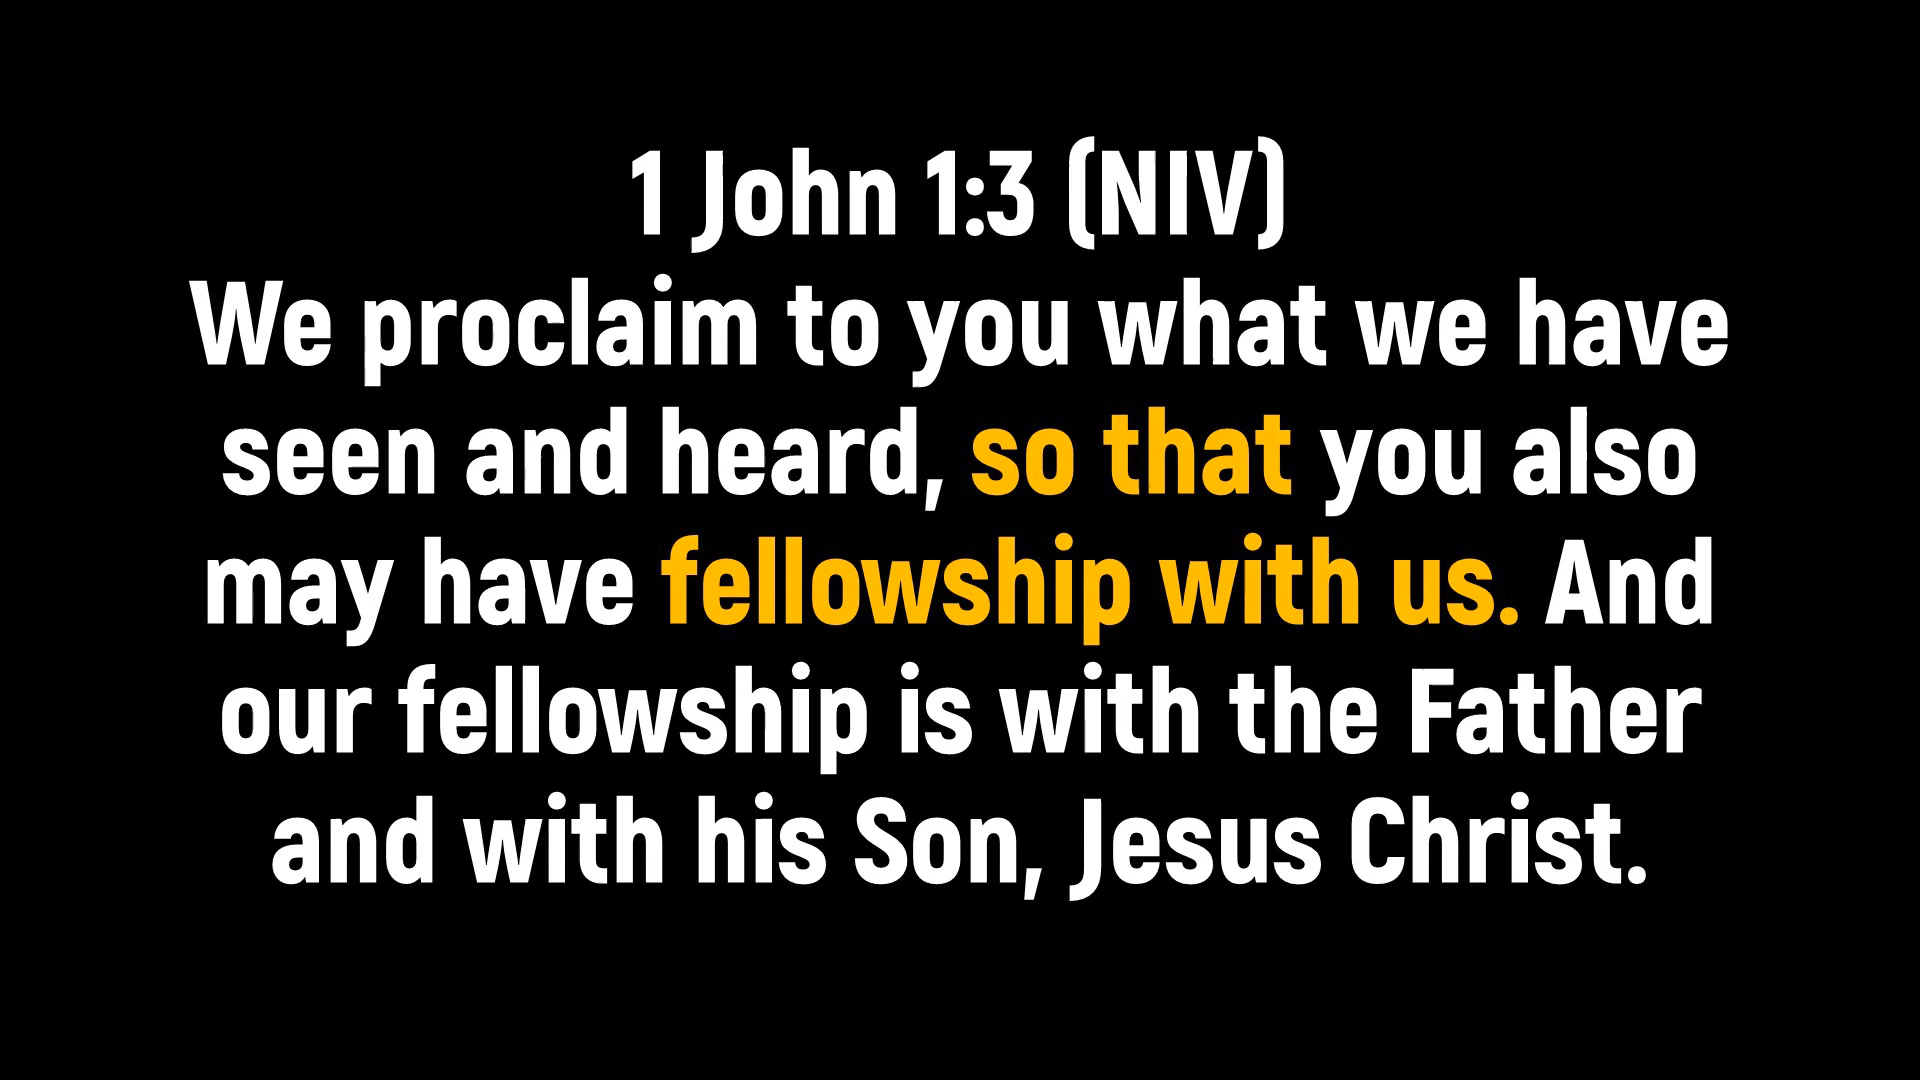 1 John 1:3 (NIV)
We proclaim to you what we have
seen and heard, so that you also
may have fellowship with us. And
our fellowship is with the Father
and with his Son, Jesus Christ.